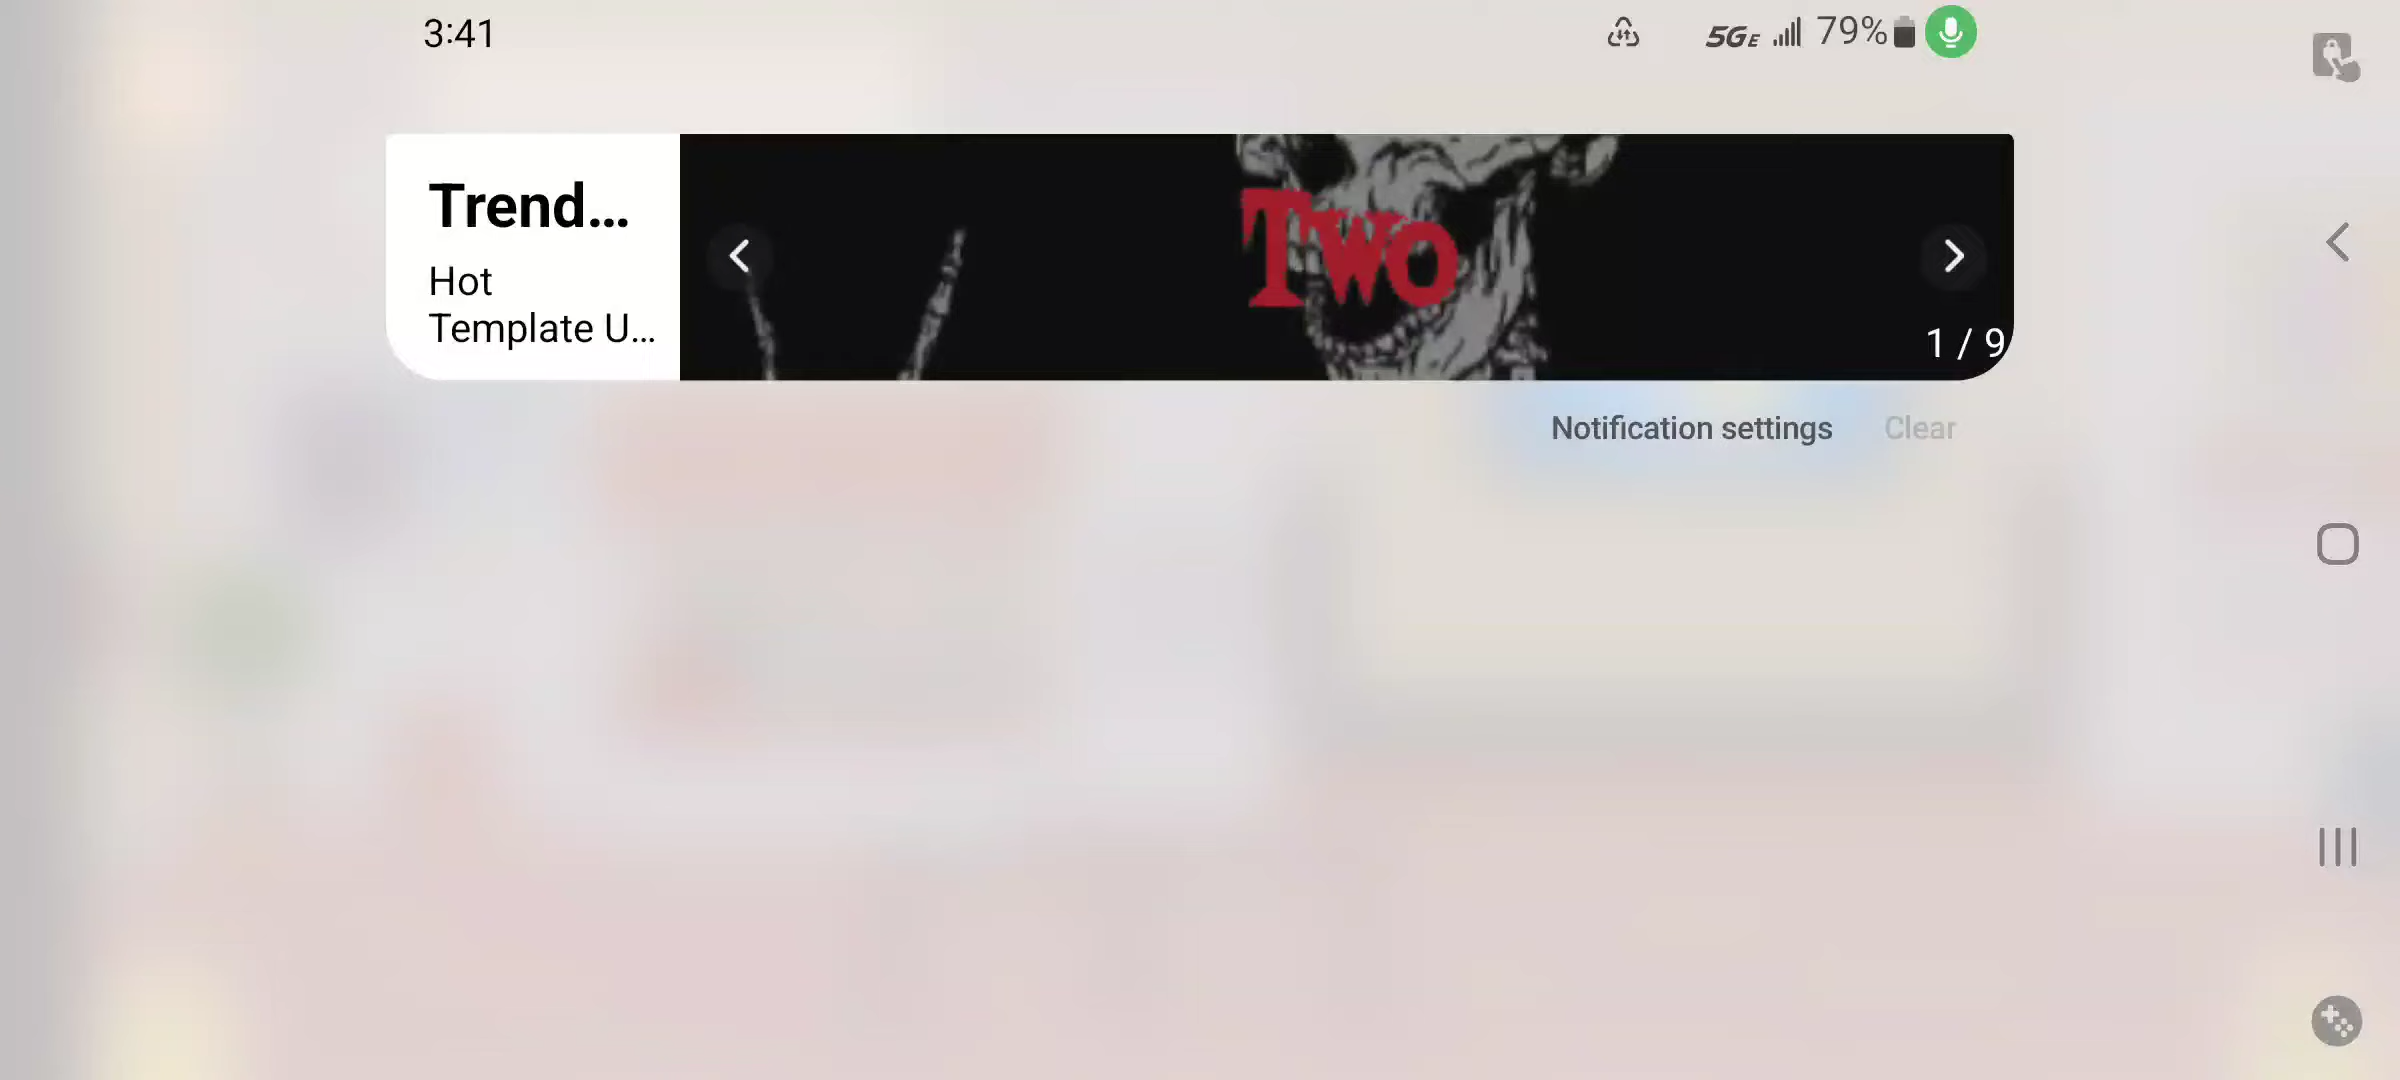 3:41
5GE 79%
Trend...
Hot
Template U...
Two
1 / 9
Notification settings Clear